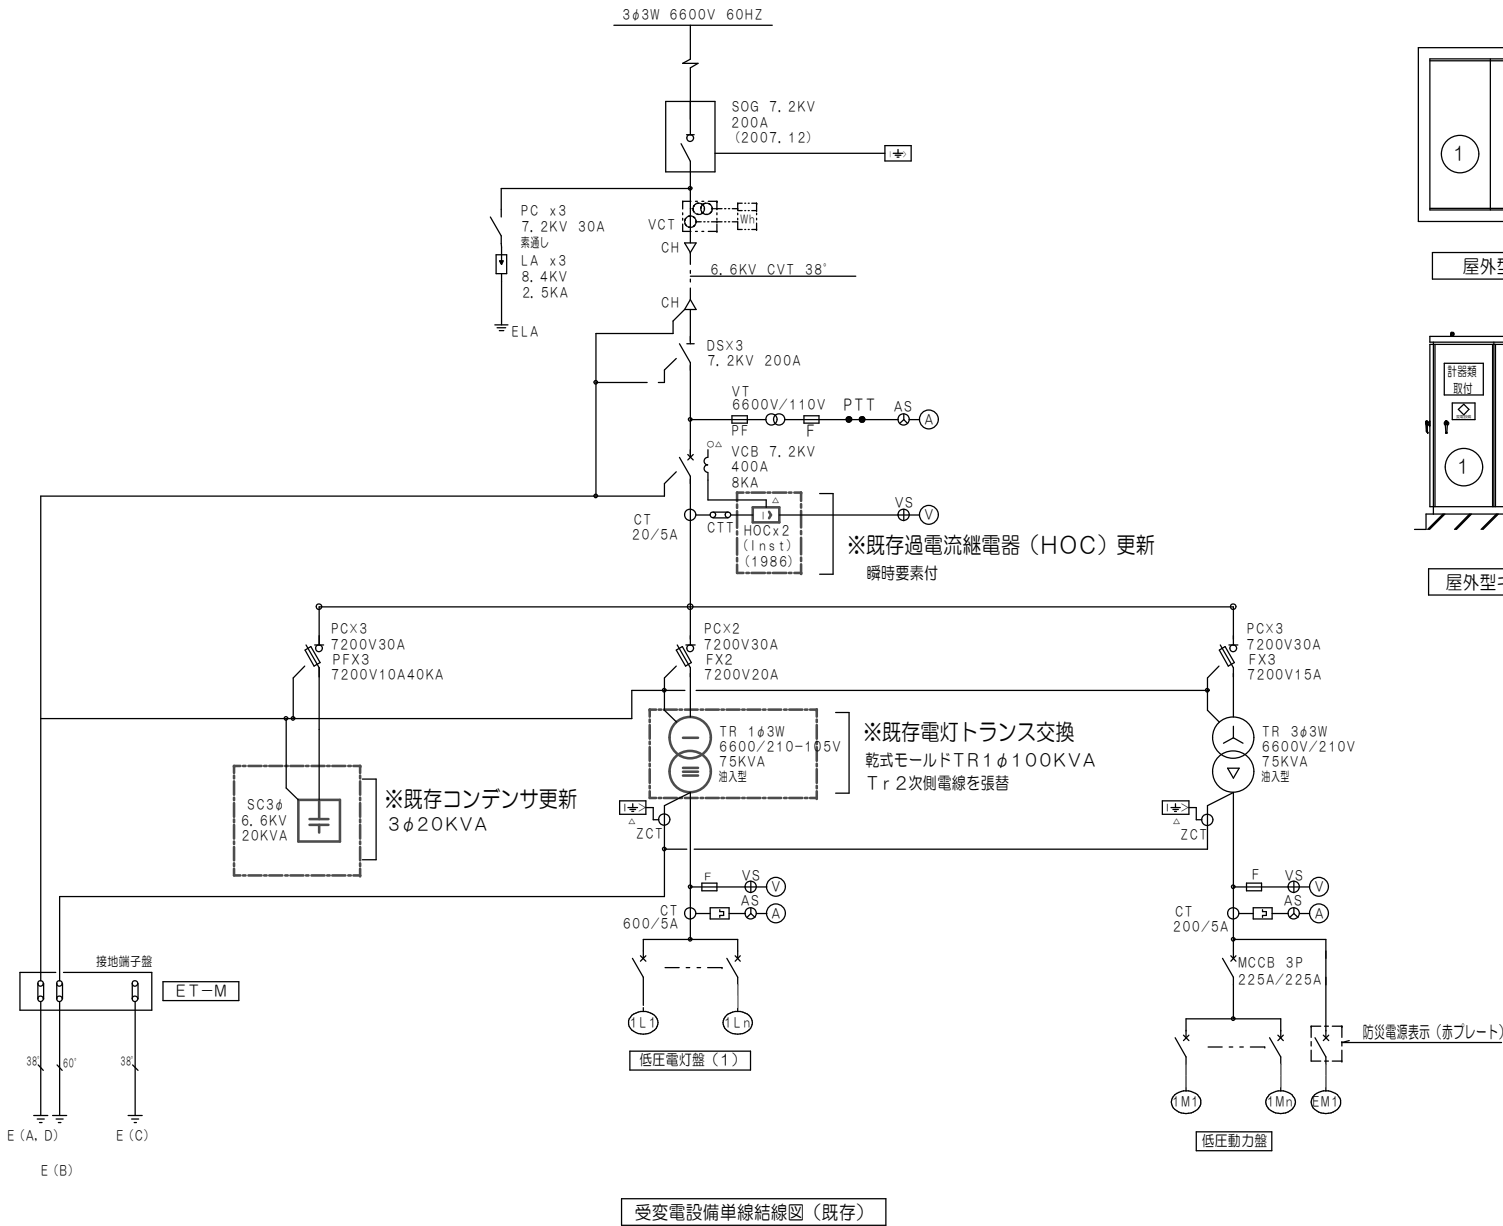 3φ3W 6600V 60HZ
SOG 7.2KV
200A
(2007.12)
PC x3
7.2KV 30A
素通し
LA x3
8.4KV
2.5KA
ELA
VCT
Wh
CH
6.6KV CVT 38°
CH
DSX3
7.2KV 200A
VT
6600V/110V
PTT
AS
A
PF
F
VCB 7.2KV
400A
8KA
CT
20/5A
CTT
HOCx2
(Inst)
(1986)
VS
V
※既存過電流継電器(HOC)更新
瞬時要素付
PCX3
7200V30A
PFX3
7200V10A40KA
PCX2
7200V30A
FX2
7200V20A
PCX3
7200V30A
FX3
7200V15A
TR 1φ3W
6600/210-105V
75KVA
油入型
※既存電灯トランス交換
乾式モールドTR1φ100KVA
Tr2次側電線を張替
TR 3φ3W
6600V/210V
75KVA
油入型
SC3φ
6.6KV
20KVA
※既存コンデンサ更新
3φ20KVA
ZCT
ZCT
F
VS
V
CT
600/5A
AS
A
F
VS
V
CT
200/5A
AS
A
MCCB 3P
225A/225A
接地端子盤
ET-M
38°
60°
38°
E(A,D)
E(B)
E(C)
1L1
1Ln
低圧電灯盤(1)
防災電源表示(赤プレート)
1M1
1Mn
EM1
低圧動力盤
受変電設備単線結線図(既存)
1
屋外型
計器類
取付
1
屋外型キ